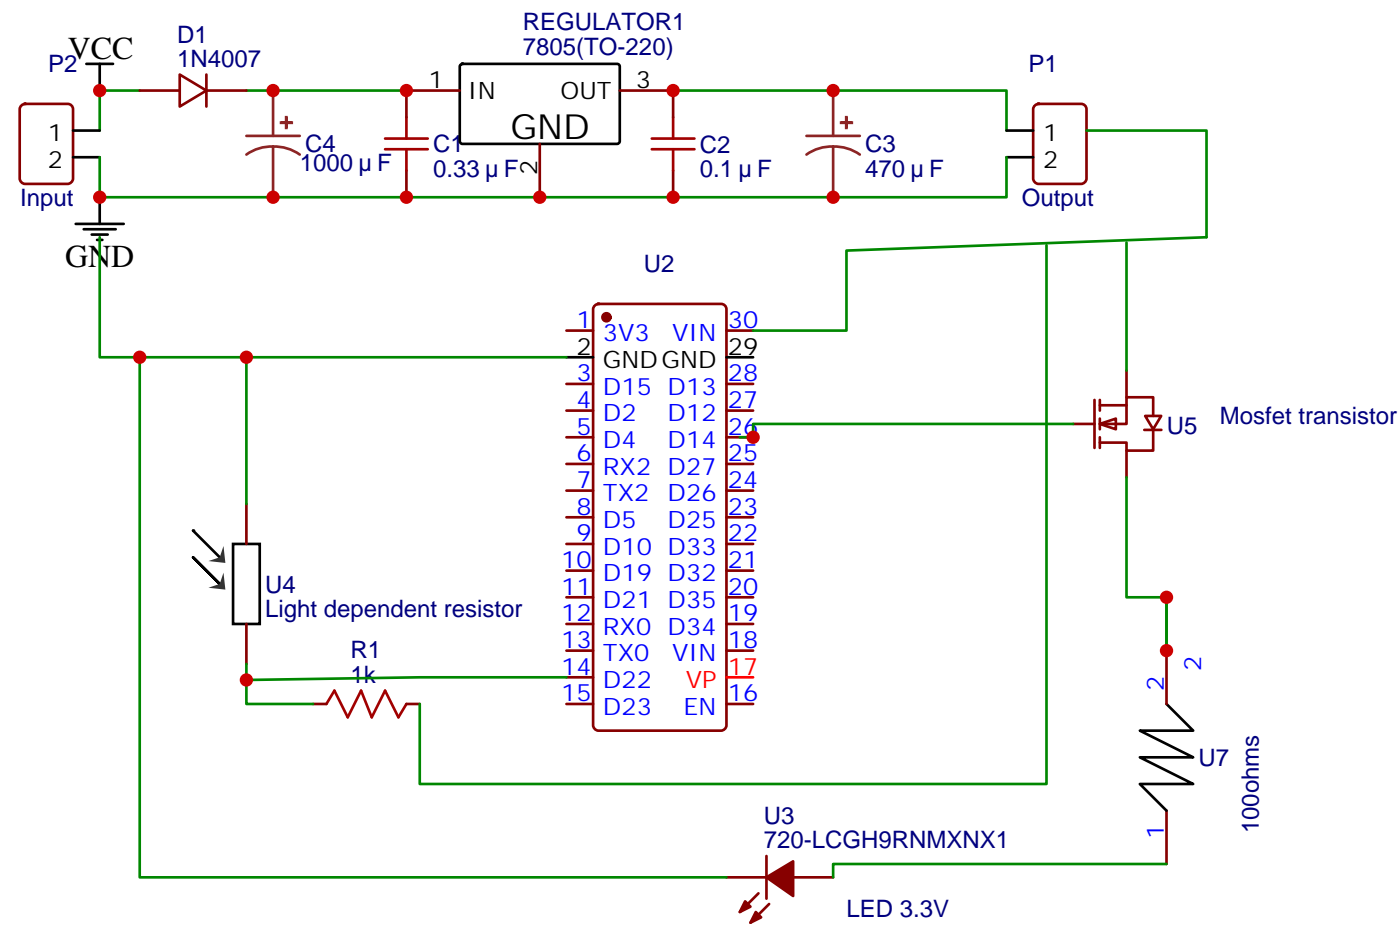 REGULATOR1
7805(TO-220)
D1
1N4007
VCC
P2
P1
1
IN
OUT
3
GND
2
+
C4
1000 µ F
C1
0.33 µ F
C2
0.1 µ F
+
C3
470 µ F
1
2
Input
1
2
Output
GND
U2
1
3V3
VIN
30
2
GND
GND
29
3
D15
D13
28
4
D2
D12
27
5
D4
D14
26
6
RX2
D27
25
7
TX2
D26
24
8
D5
D25
23
9
D10
D33
22
10
D19
D32
21
11
D21
D35
20
12
RX0
D34
19
13
TX0
VIN
18
14
D22
VP
17
15
D23
EN
16
U5
Mosfet transistor
U4
Light dependent resistor
R1
1k
2
2
U7
100ohms
1
U3
720-LCGH9RNMXNX1
LED 3.3V